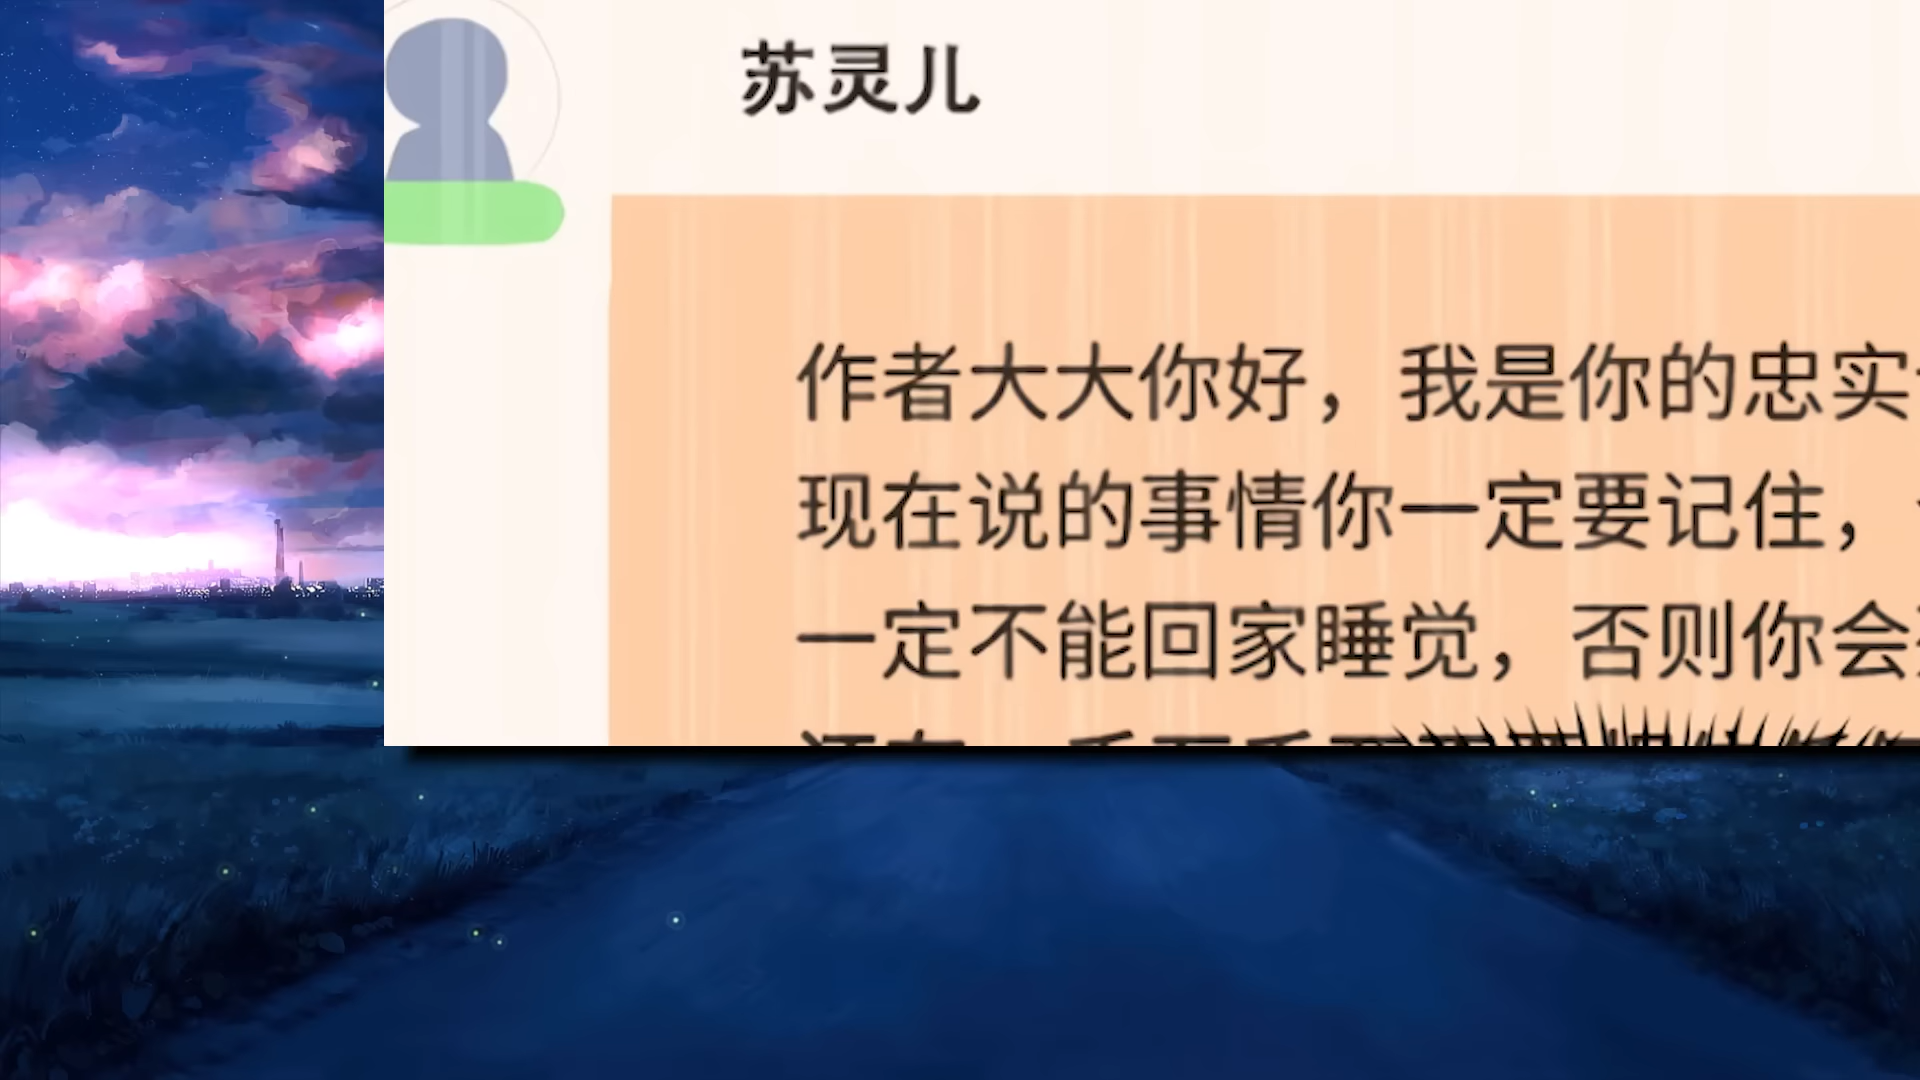 苏灵儿
作者大大你好，我是你的忠实
现在说的事情你一定要记住，
一定不能回家睡觉，否则你会